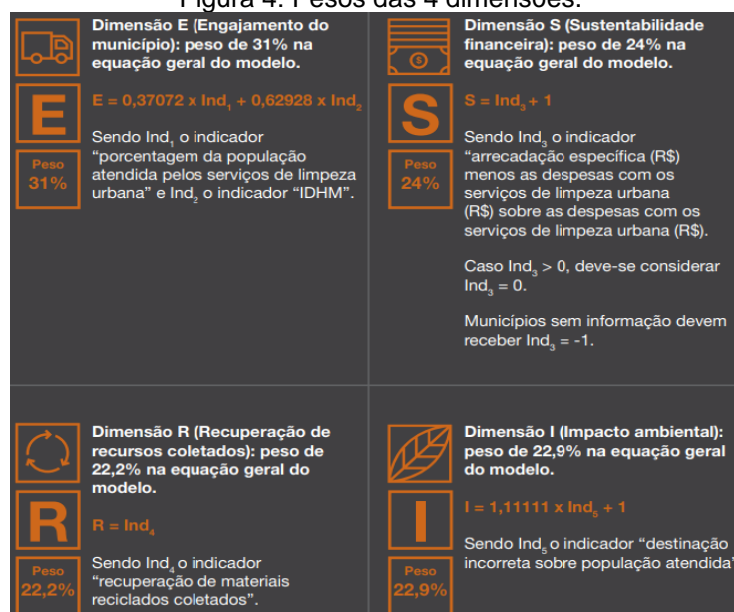 Figura 4: Pesos das 4 dimensões.
Dimensão E (Engajamento do
município): peso de 31% na
equação geral do modelo.
E
E = 0,37072 x Ind₁ + 0,62928 x Ind₂
Peso
31%
Sendo Ind₁ o indicador
“porcentagem da população
atendida pelos serviços de limpeza
urbana” e Ind₂ o indicador “IDHM”.
Dimensão S (Sustentabilidade
financeira): peso de 24% na
equação geral do modelo.
$
S
S = Ind₃ + 1
Peso
24%
Sendo Ind₃ o indicador
“arrecadação específica (R$)
menos as despesas com os
serviços de limpeza urbana
(R$) sobre as despesas com os
serviços de limpeza urbana (R$).
Caso Ind₃ > 0, deve-se considerar
Ind₃ = 0.
Municípios sem informação devem
receber Ind₃ = -1.
Dimensão R (Recuperação de
recursos coletados): peso de
22,2% na equação geral do
modelo.
R
R = Ind₄
Peso
22,2%
Sendo Ind₄ o indicador
“recuperação de materiais
reciclados coletados”.
Dimensão I (Impacto ambiental):
peso de 22,9% na equação geral
do modelo.
I
I = 1,11111 x Ind₅ + 1
Peso
22,9%
Sendo Ind₅ o indicador “destinação
incorreta sobre população atendida”